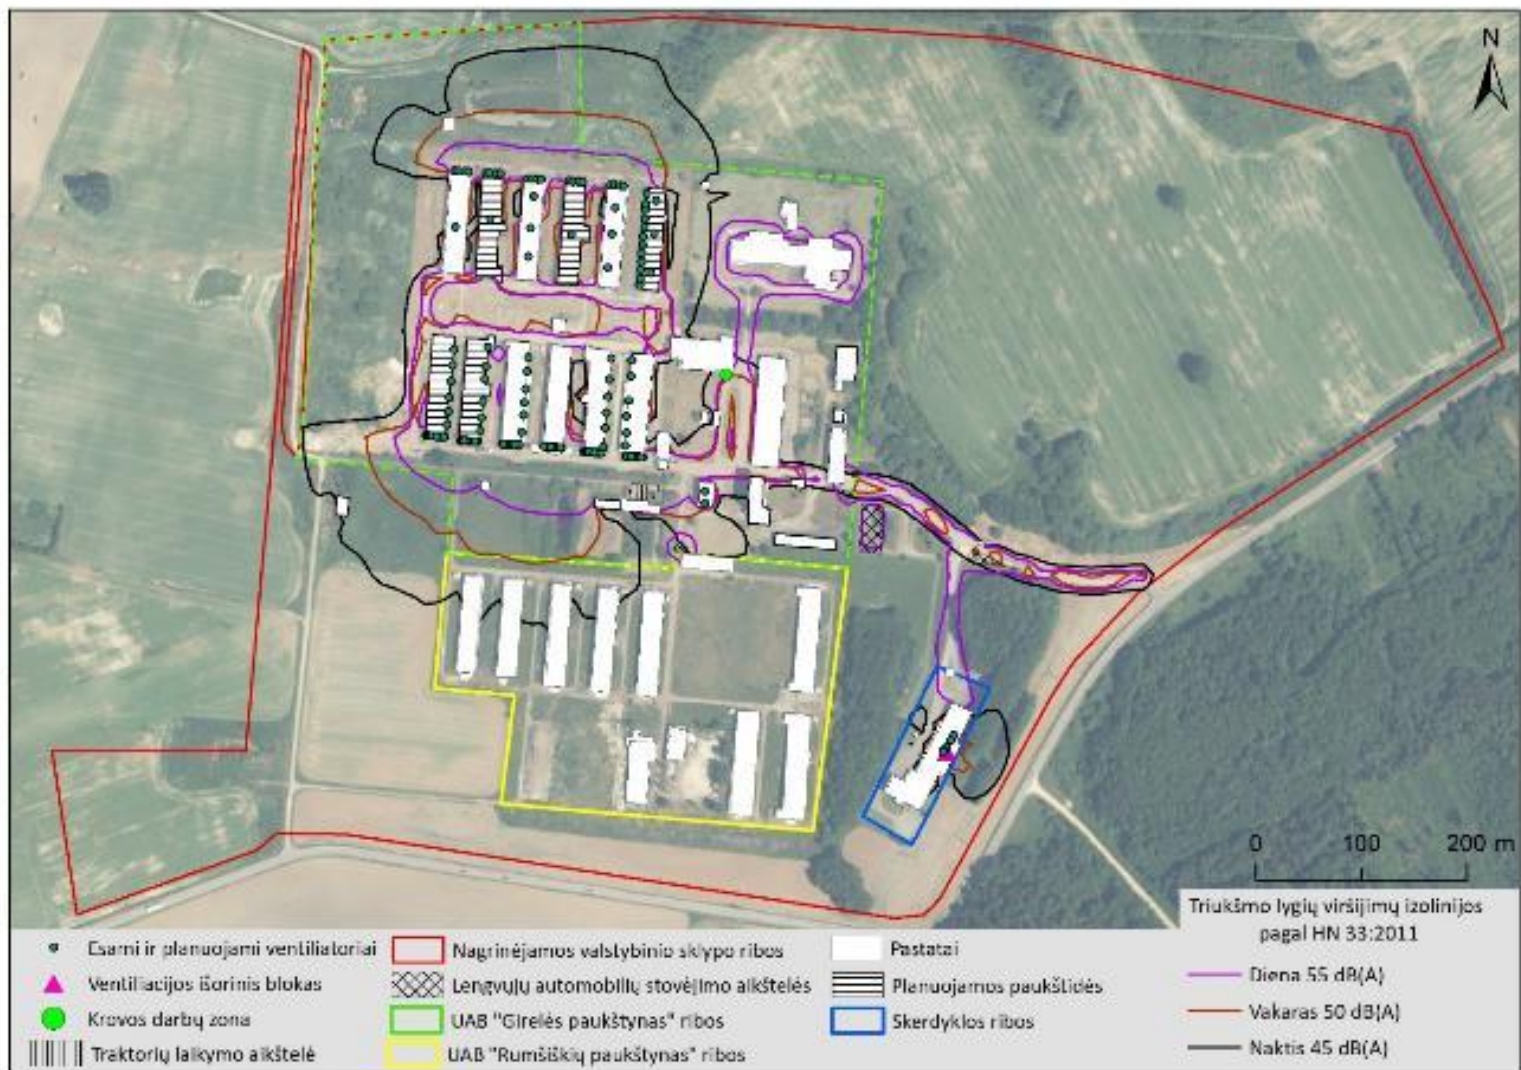 N
0 100 200 m
Triukšmo lygių viršijimų izolinijos
pagal HN 33:2011
Diena 55 dB(A)
Vakaras 50 dB(A)
Naktis 45 dB(A)
Esami ir planuojami ventiliatoriai
Ventiliacijos išorinis blokas
Krovos darbų zona
Traktorių laikymo aikštelė
Nagrinėjamos valstybinio sklypo ribos
Lengvųjų automobilių stovėjimo aikštelės
UAB "Girelės paukštynas" ribos
UAB "Rumšiškių paukštynas" ribos
Pastatai
Planuojamos paukštidės
Skerdyklos ribos